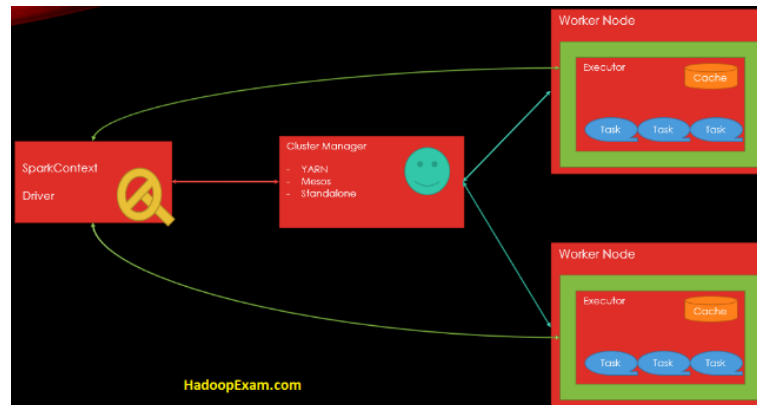 SparkContext
Driver
Cluster Manager
- YARN
- Mesos
- Standalone
Worker Node
Executor
Cache
Task Task Task
Worker Node
Executor
Cache
Task Task Task
HadoopExam.com